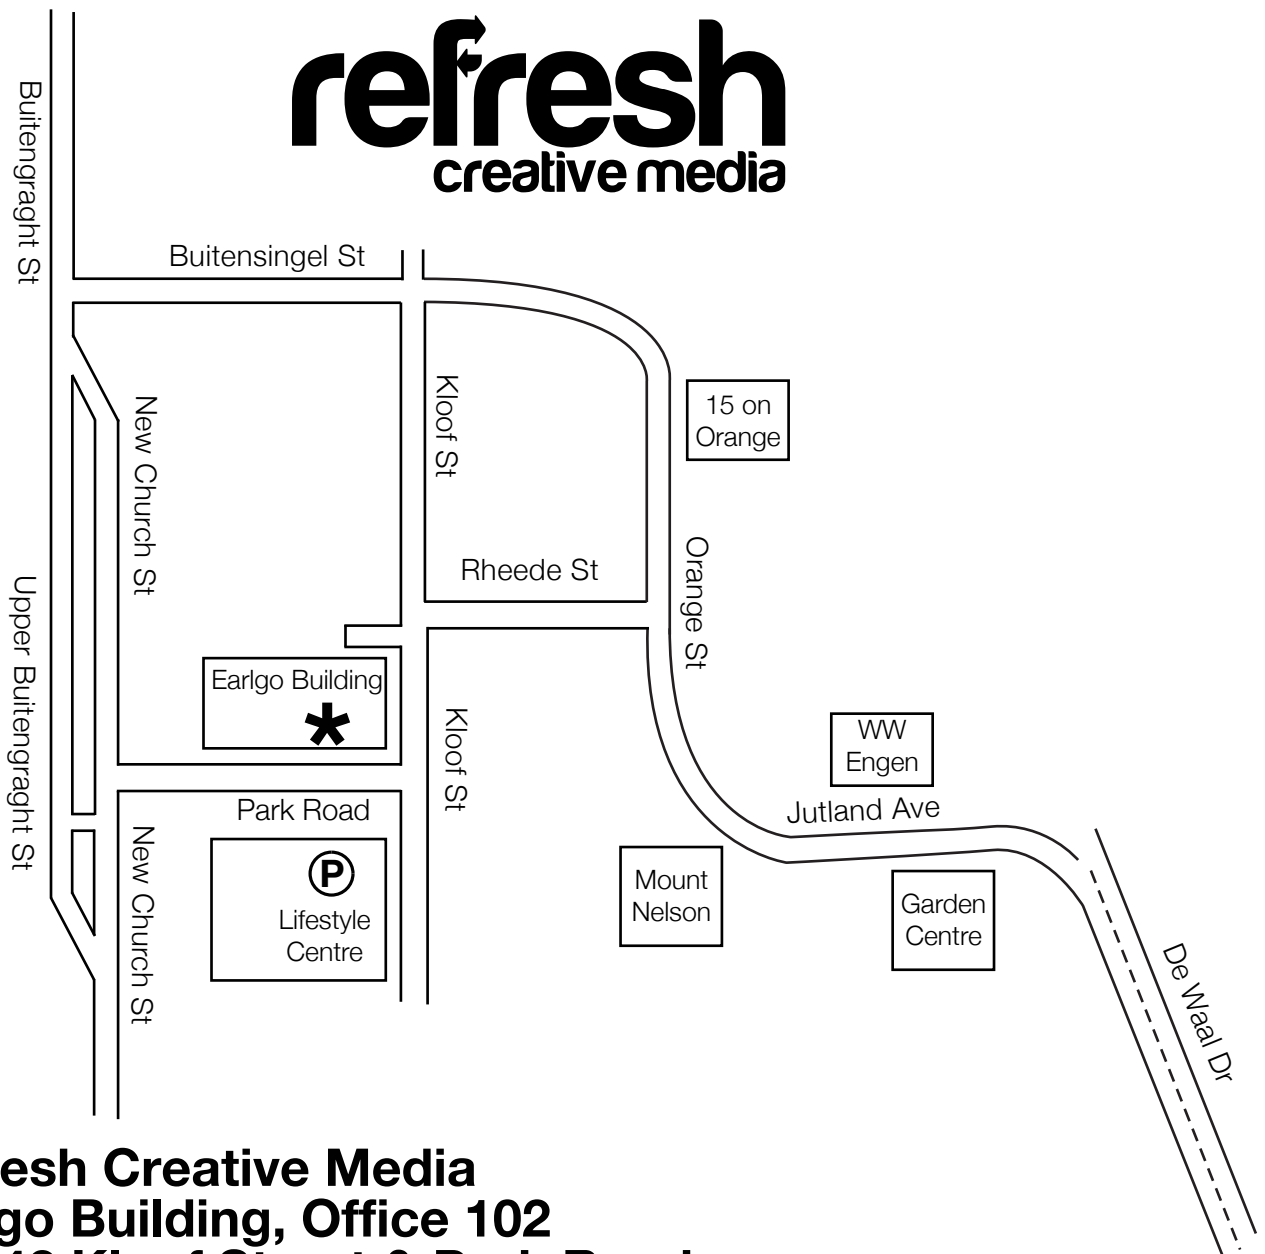 refresh
creative media
Buitengraght St
Buitensingel St
Kloof St
15 on
Orange
New Church St
Orange St
Rheede St
Upper Buitengraght St
Earlgo Building
Kloof St
WW
Engen
Jutland Ave
Park Road
P
Lifestyle
Centre
New Church St
Mount
Nelson
Garden
Centre
De Waal Dr
esh Creative Media
go Building, Office 102